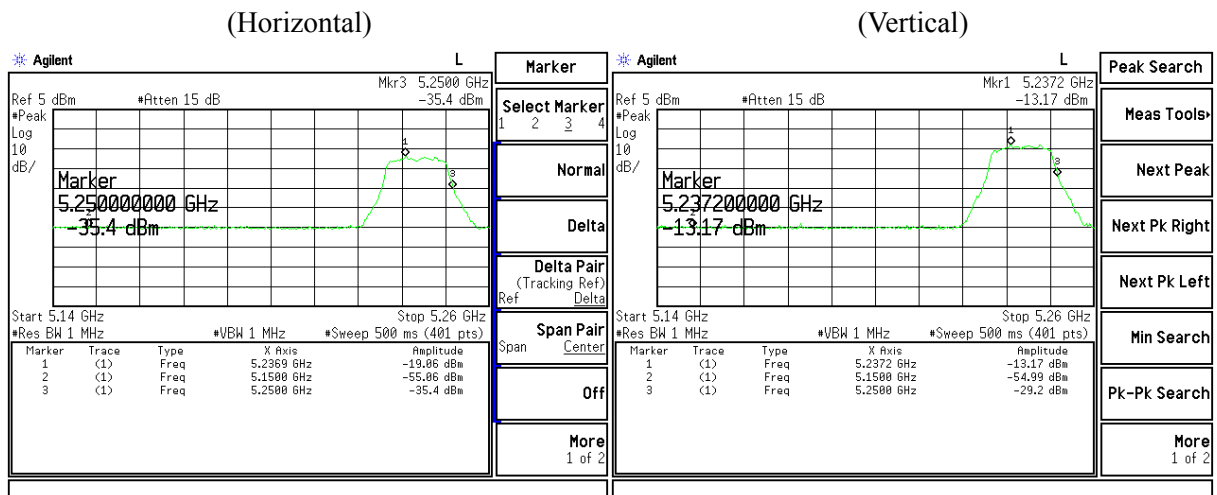 (Horizontal)
Agilent L
Mkr3 5.2500 GHz
Ref 5 dBm #Atten 15 dB -35.4 dBm
#Peak
Log
10
dB/
1
3
Marker
5.250000000 GHz
2
-35.4 dBm
Start 5.14 GHz Stop 5.26 GHz
#Res BW 1 MHz #VBW 1 MHz #Sweep 500 ms (401 pts)
Marker Trace Type X Axis Amplitude
1 (1) Freq 5.2369 GHz -19.06 dBm
2 (1) Freq 5.1500 GHz -55.06 dBm
3 (1) Freq 5.2500 GHz -35.4 dBm
Marker
Select Marker
1 2 3 4
Normal
Delta
Delta Pair
(Tracking Ref)
Ref Delta
Span Pair
Span Center
Off
More
1 of 2
(Vertical)
Agilent L
Mkr1 5.2372 GHz
Ref 5 dBm #Atten 15 dB -13.17 dBm
#Peak
Log
10
dB/
1
3
Marker
5.237200000 GHz
2
-13.17 dBm
Start 5.14 GHz Stop 5.26 GHz
#Res BW 1 MHz #VBW 1 MHz #Sweep 500 ms (401 pts)
Marker Trace Type X Axis Amplitude
1 (1) Freq 5.2372 GHz -13.17 dBm
2 (1) Freq 5.1500 GHz -54.99 dBm
3 (1) Freq 5.2500 GHz -29.2 dBm
Peak Search
Meas Tools▸
Next Peak
Next Pk Right
Next Pk Left
Min Search
Pk-Pk Search
More
1 of 2